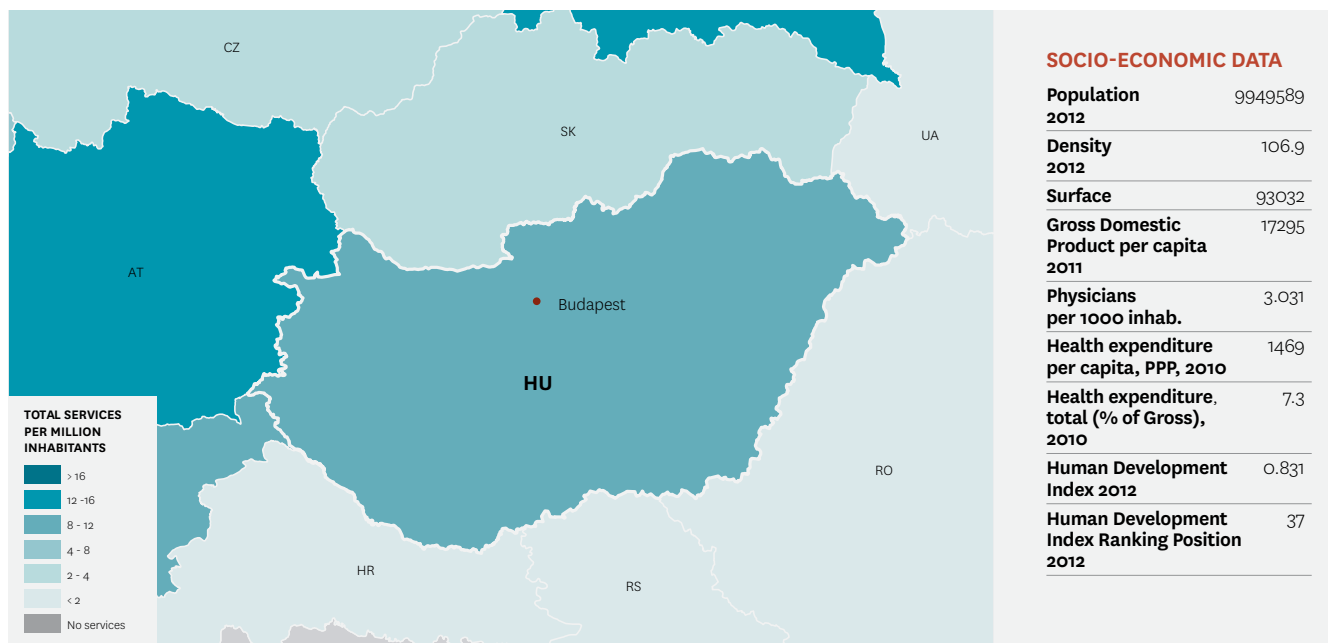 CZ
SK
UA
AT
Budapest
HU
RO
HR
RS
TOTAL SERVICES
PER MILLION
INHABITANTS
> 16
12 -16
8 - 12
4 - 8
2 - 4
< 2
No services
SOCIO-ECONOMIC DATA
Population 9949589
2012
Density 106.9
2012
Surface 93032
Gross Domestic 17295
Product per capita
2011
Physicians 3.031
per 1000 inhab.
Health expenditure 1469
per capita, PPP, 2010
Health expenditure, 7.3
total (% of Gross),
2010
Human Development 0.831
Index 2012
Human Development 37
Index Ranking Position
2012